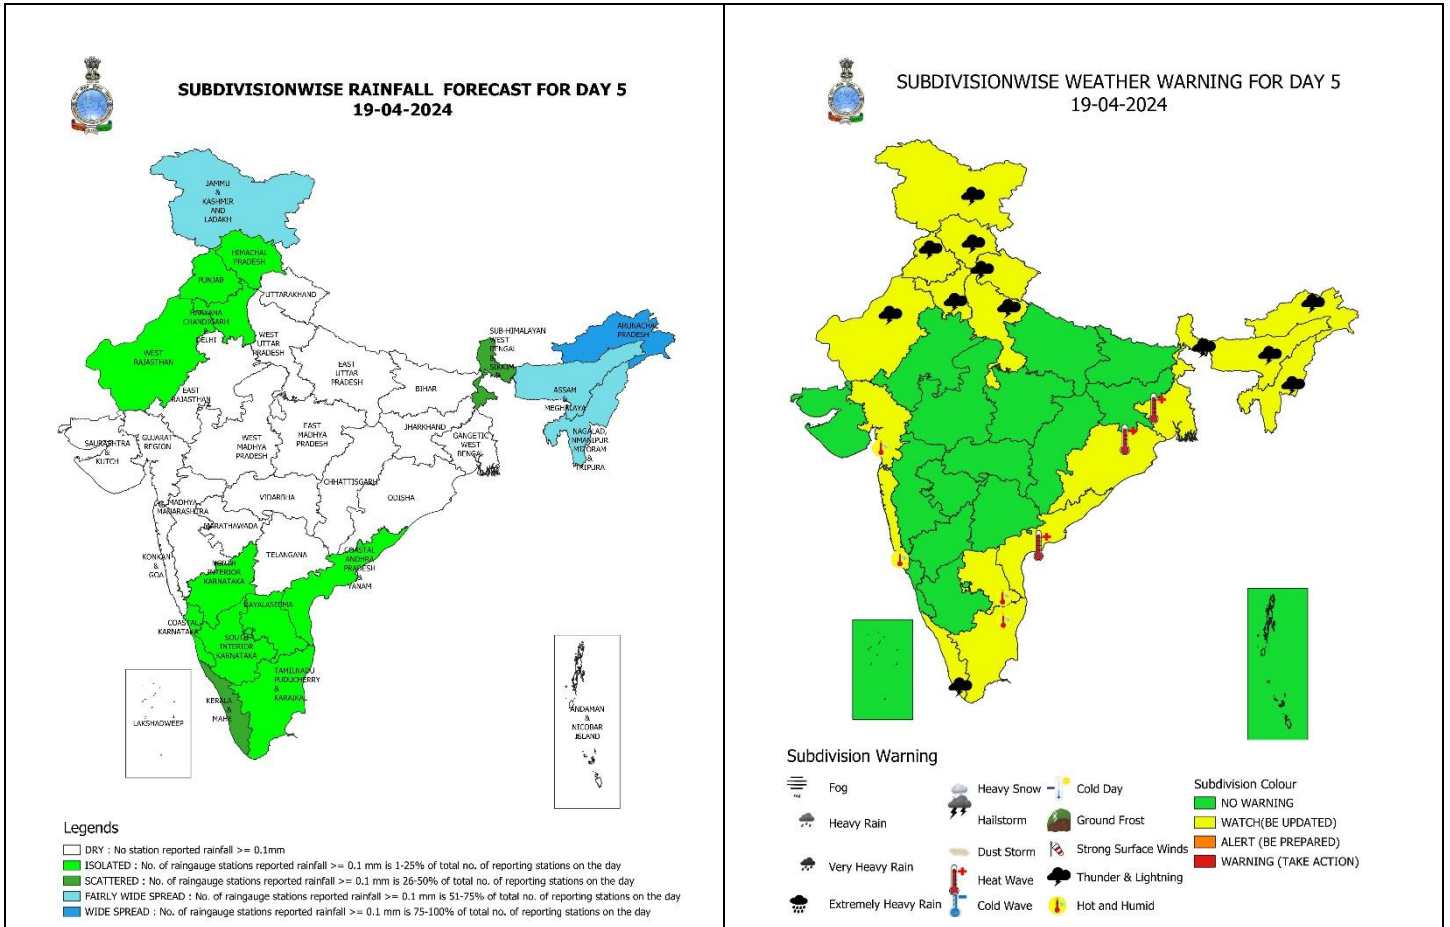 SUBDIVISIONWISE RAINFALL FORECAST FOR DAY 5
19-04-2024
JAMMU
&
KASHMIR
AND
LADAKH
HIMACHAL
PRADESH
PUNJAB
UTTARAKHAND
HARYANA
CHANDIGARH
&
DELHI
WEST
UTTAR
PRADESH
WEST
RAJASTHAN
EAST
RAJASTHAN
EAST
UTTAR
PRADESH
BIHAR
SUB-HIMALAYAN
WEST
BENGAL
&
SIKKIM
ARUNACHAL
PRADESH
ASSAM
&
MEGHALAYA
NAGALAD,
NMANIPUR
MIZORAM
&
TRIPURA
SAURASHTRA
&
KUTCH
GUJARAT
REGION
WEST
MADHYA
PRADESH
EAST
MADHYA
PRADESH
JHARKHAND
GANGETIC
WEST
BENGAL
CHHATTISGARH
ODISHA
MADHYA
MAHARASHTRA
VIDARBHA
MARATHAWADA
TELANGANA
KONKAN
&
GOA
NORTH
INTERIOR
KARNATAKA
COASTAL
ANDHRA
PRADESH
&
YANAM
RAYALASEEMA
COASTAL
KARNATAKA
SOUTH
INTERIOR
KARNATAKA
TAMILNADU
PUDUCHERRY
&
KARAIKAL
KERALA
&
MAHE
LAKSHADWEEP
ANDAMAN
&
NICOBAR
ISLAND
Legends
DRY : No station reported rainfall >= 0.1mm
ISOLATED : No. of raingauge stations reported rainfall >= 0.1 mm is 1-25% of total no. of reporting stations on the day
SCATTERED : No. of raingauge stations reported rainfall >= 0.1 mm is 26-50% of total no. of reporting stations on the day
FAIRLY WIDE SPREAD : No. of raingauge stations reported rainfall >= 0.1 mm is 51-75% of total no. of reporting stations on the day
WIDE SPREAD : No. of raingauge stations reported rainfall >= 0.1 mm is 75-100% of total no. of reporting stations on the day
SUBDIVISIONWISE WEATHER WARNING FOR DAY 5
19-04-2024
Subdivision Warning
Fog
Heavy Rain
Very Heavy Rain
Extremely Heavy Rain
Heavy Snow
Hailstorm
Dust Storm
Heat Wave
Cold Wave
Cold Day
Ground Frost
Strong Surface Winds
Thunder & Lightning
Hot and Humid
Subdivision Colour
NO WARNING
WATCH(BE UPDATED)
ALERT (BE PREPARED)
WARNING (TAKE ACTION)